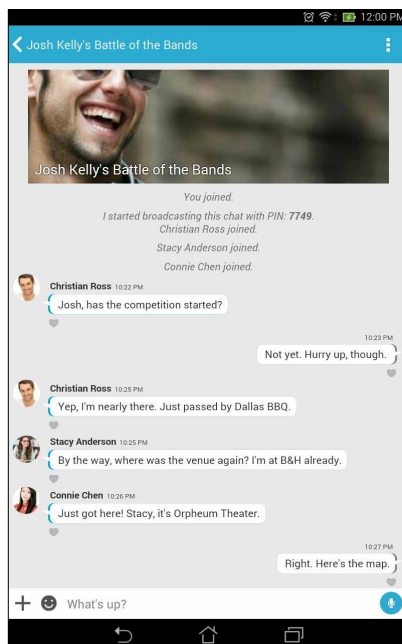 12:00 PM
Josh Kelly's Battle of the Bands
Josh Kelly's Battle of the Bands
You joined.
I started broadcasting this chat with PIN: 7749.
Christian Ross joined.
Stacy Anderson joined.
Connie Chen joined.
Christian Ross 10:22 PM
Josh, has the competition started?
10:23 PM
Not yet. Hurry up, though.
Christian Ross 10:25 PM
Yep, I'm nearly there. Just passed by Dallas BBQ.
Stacy Anderson 10:25 PM
By the way, where was the venue again? I'm at B&H already.
Connie Chen 10:26 PM
Just got here! Stacy, it's Orpheum Theater.
10:27 PM
Right. Here's the map.
What's up?